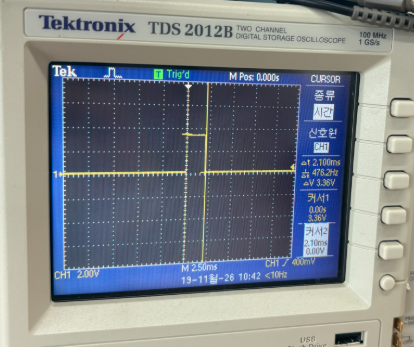 Tektronix TDS 2012B TWO CHANNEL DIGITAL STORAGE OSCILLOSCOPE 100 MHz 1 GS/s
Tek T Trig'd M Pos: 0.000s CURSOR
종류
시간
신호원
CH1
Δt 2.100ms
476.2Hz
ΔV 3.36V
커서1
0.00s
3.36V
커서2
2.10ms
0.00V
CH1 2.00V M 2.50ms CH1 400mV
19-11월-26 10:42 <10Hz
USB
Flash Drive